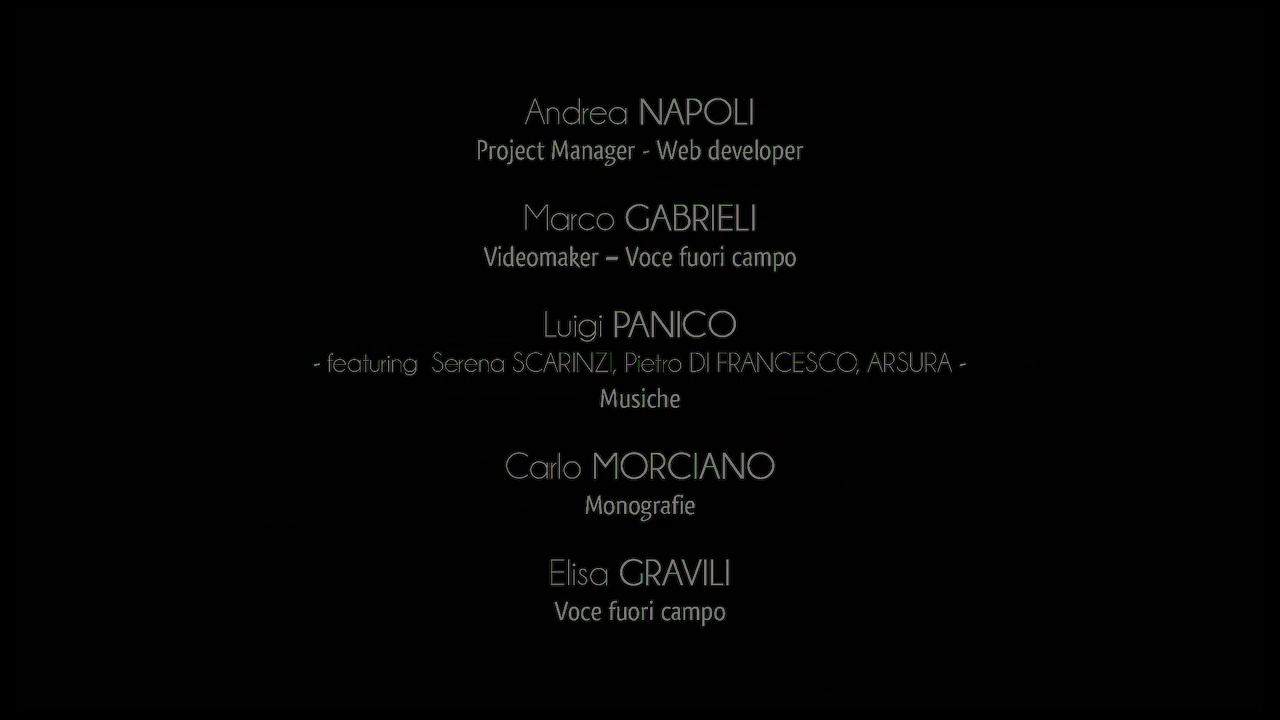 Andrea NAPOLI
Project Manager - Web developer
Marco GABRIELI
Videomaker – Voce fuori campo
Luigi PANICO
- featuring Serena SCARINZI, Pietro DI FRANCESCO, ARSURA -
Musiche
Carlo MORCIANO
Monografie
Elisa GRAVILI
Voce fuori campo